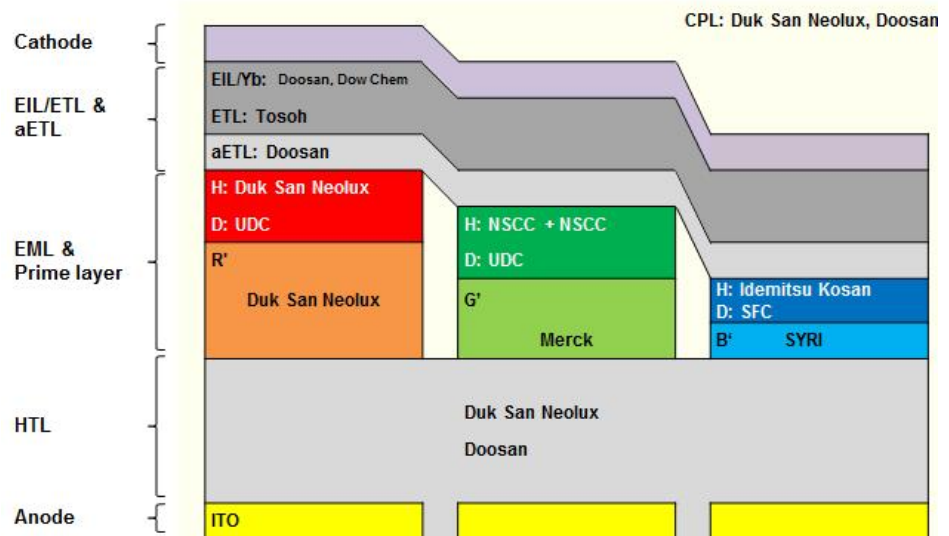 CPL: Duk San Neolux, Doosan
Cathode
EIL/ETL &
aETL
EIL/Yb: Doosan, Dow Chem
ETL: Tosoh
aETL: Doosan
EML &
Prime layer
H: Duk San Neolux
D: UDC
R'
Duk San Neolux
H: NSCC + NSCC
D: UDC
G'
Merck
H: Idemitsu Kosan
D: SFC
B‘ SYRI
HTL
Duk San Neolux
Doosan
Anode
ITO